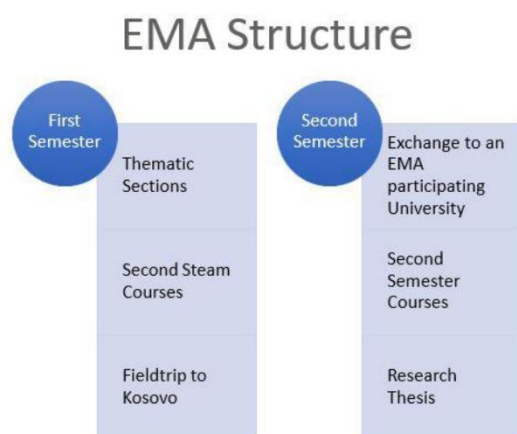 EMA Structure
First
Semester
Thematic
Sections
Second Steam
Courses
Fieldtrip to
Kosovo
Second
Semester
Exchange to an
EMA
participating
University
Second
Semester
Courses
Research
Thesis